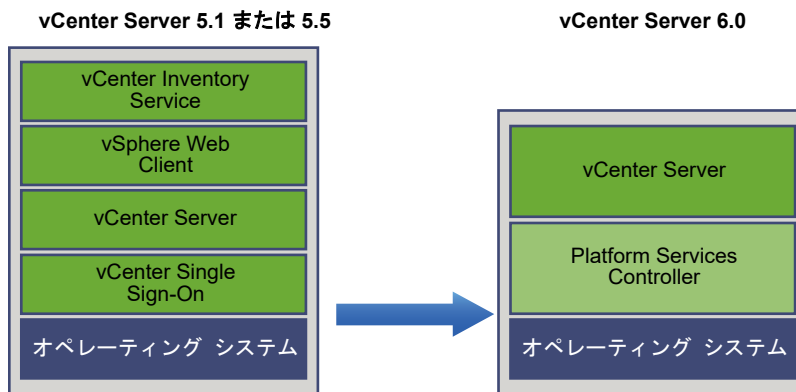 vCenter Server 5.1 または 5.5
vCenter Inventory
Service
vSphere Web
Client
vCenter Server
vCenter Single
Sign-On
オペレーティング システム
vCenter Server 6.0
vCenter Server
Platform Services
Controller
オペレーティング システム